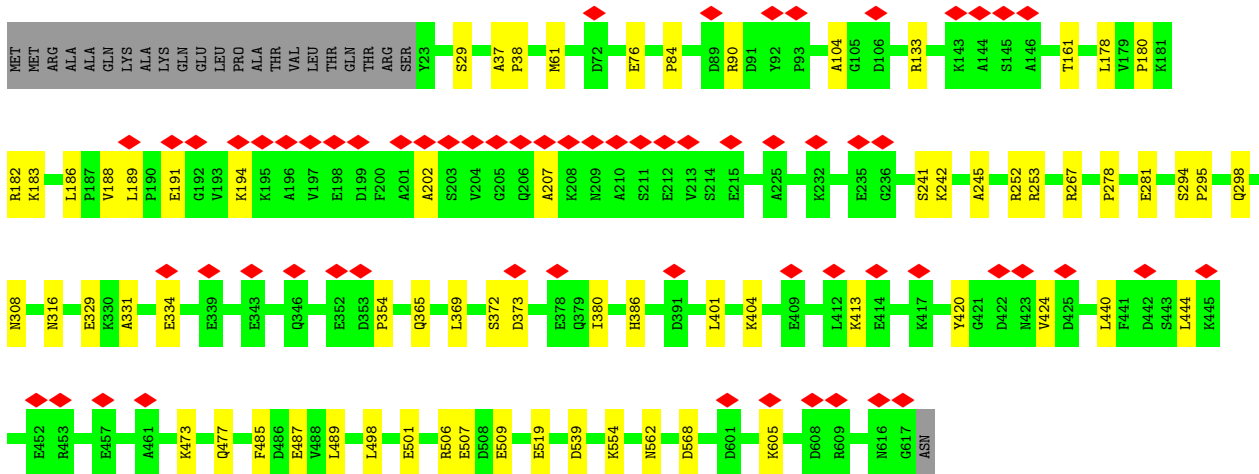 MET MET ARG ALA ALA GLN LYS ALA LYS GLN GLU LEU PRO ALA THR VAL LEU THR GLN THR THR ARG SER Y23 S29 A37 P38 M61 D72 E76 P84 D89 R90 D91 Y92 P93 A104 G105 D106 R133 K143 A144 S145 A146 T161 L178 V179 P180 K181
R182 K183 L186 P187 V188 L189 P190 E191 G192 V193 K194 K195 A196 V197 E198 D199 F200 A201 A202 S203 V204 G205 Q206 A207 K208 N209 A210 S211 E212 V213 S214 E215 A225 K232 E235 G236 S241 K242 A245 R252 R253 R267 P278 E281 S294 P295 Q298
N308 N316 E329 K330 A331 E334 E339 E343 Q346 E352 D353 P354 Q365 L369 S372 D373 E378 Q379 I380 H386 D391 L401 K404 E409 L412 K413 E414 K417 Y420 G421 D422 N423 V424 D425 L440 F441 D442 S443 L444 K445
E452 R453 E457 A461 K473 Q477 F485 D486 E487 V488 L489 L498 E501 R506 E507 D508 E509 E519 D539 K554 N562 D568 D601 K605 D608 R609 N616 G617 ASN